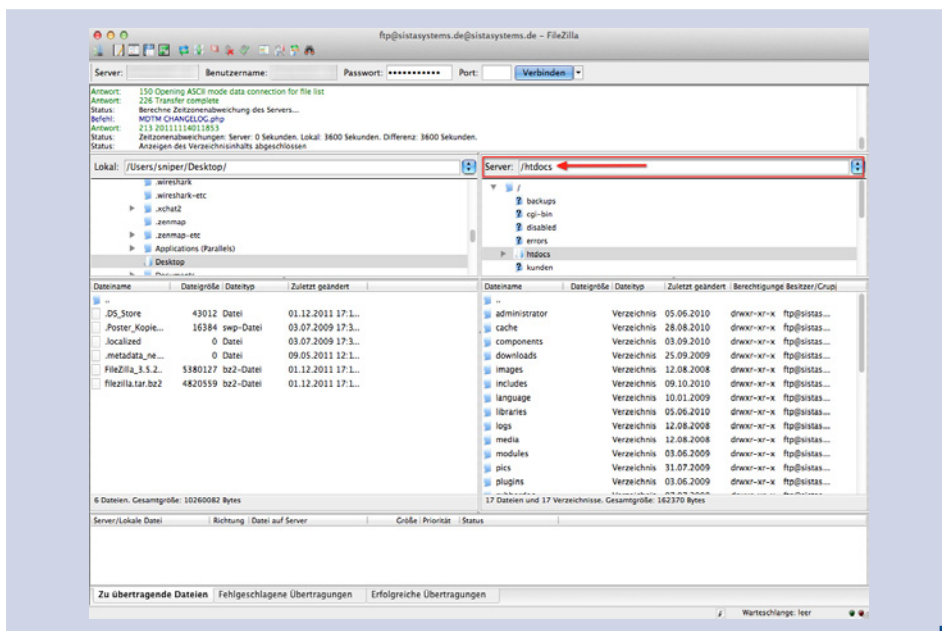 ftp@sistasystems.de@sistasystems.de – FileZilla
Server: Benutzername: Passwort: ••••••••••• Port: Verbinden
Antwort: 150 Opening ASCII mode data connection for file list
Antwort: 226 Transfer complete
Status: Berechne Zeitzonenabweichung des Servers...
Befehl: MDTM CHANGELOG.php
Antwort: 213 20111114011853
Status: Zeitzonenabweichungen: Server: 0 Sekunden. Lokal: 3600 Sekunden. Differenz: 3600 Sekunden.
Status: Anzeigen des Verzeichnisinhalts abgeschlossen
Lokal: /Users/sniper/Desktop/
.wireshark
.wireshark-etc
.xchat2
.zenmap
.zenmap-etc
Applications (Parallels)
Desktop
Documents
Server: /htdocs
/
backups
cgi-bin
disabled
errors
htdocs
kunden
Dateiname Dateigröße Dateityp Zuletzt geändert
..
.DS_Store 43012 Datei 01.12.2011 17:1...
.Poster_Kopie... 16384 swp-Datei 03.07.2009 17:3...
.localized 0 Datei 03.07.2009 17:3...
.metadata_ne... 0 Datei 09.05.2011 12:1...
FileZilla_3.5.2.. 5380127 bz2-Datei 01.12.2011 17:1...
filezilla.tar.bz2 4820559 bz2-Datei 01.12.2011 17:1...
6 Dateien. Gesamtgröße: 10260082 Bytes
Dateiname Dateigröße Dateityp Zuletzt geändert Berechtigunge Besitzer/Grup
..
administrator Verzeichnis 05.06.2010 drwxr-xr-x ftp@sistas...
cache Verzeichnis 28.08.2010 drwxr-xr-x ftp@sistas...
components Verzeichnis 03.09.2010 drwxr-xr-x ftp@sistas...
downloads Verzeichnis 25.09.2009 drwxr-xr-x ftp@sistas...
images Verzeichnis 12.08.2008 drwxr-xr-x ftp@sistas...
includes Verzeichnis 09.10.2010 drwxr-xr-x ftp@sistas...
language Verzeichnis 10.01.2009 drwxr-xr-x ftp@sistas...
libraries Verzeichnis 05.06.2010 drwxr-xr-x ftp@sistas...
logs Verzeichnis 12.08.2008 drwxr-xr-x ftp@sistas...
media Verzeichnis 12.08.2008 drwxr-xr-x ftp@sistas...
modules Verzeichnis 03.06.2009 drwxr-xr-x ftp@sistas...
pics Verzeichnis 31.07.2009 drwxr-xr-x ftp@sistas...
plugins Verzeichnis 03.06.2009 drwxr-xr-x ftp@sistas...
17 Dateien und 17 Verzeichnisse. Gesamtgröße: 162370 Bytes
Server/Lokale Datei Richtung Datei auf Server Größe Priorität Status
Zu übertragende Dateien Fehlgeschlagene Übertragungen Erfolgreiche Übertragungen
Warteschlange: leer